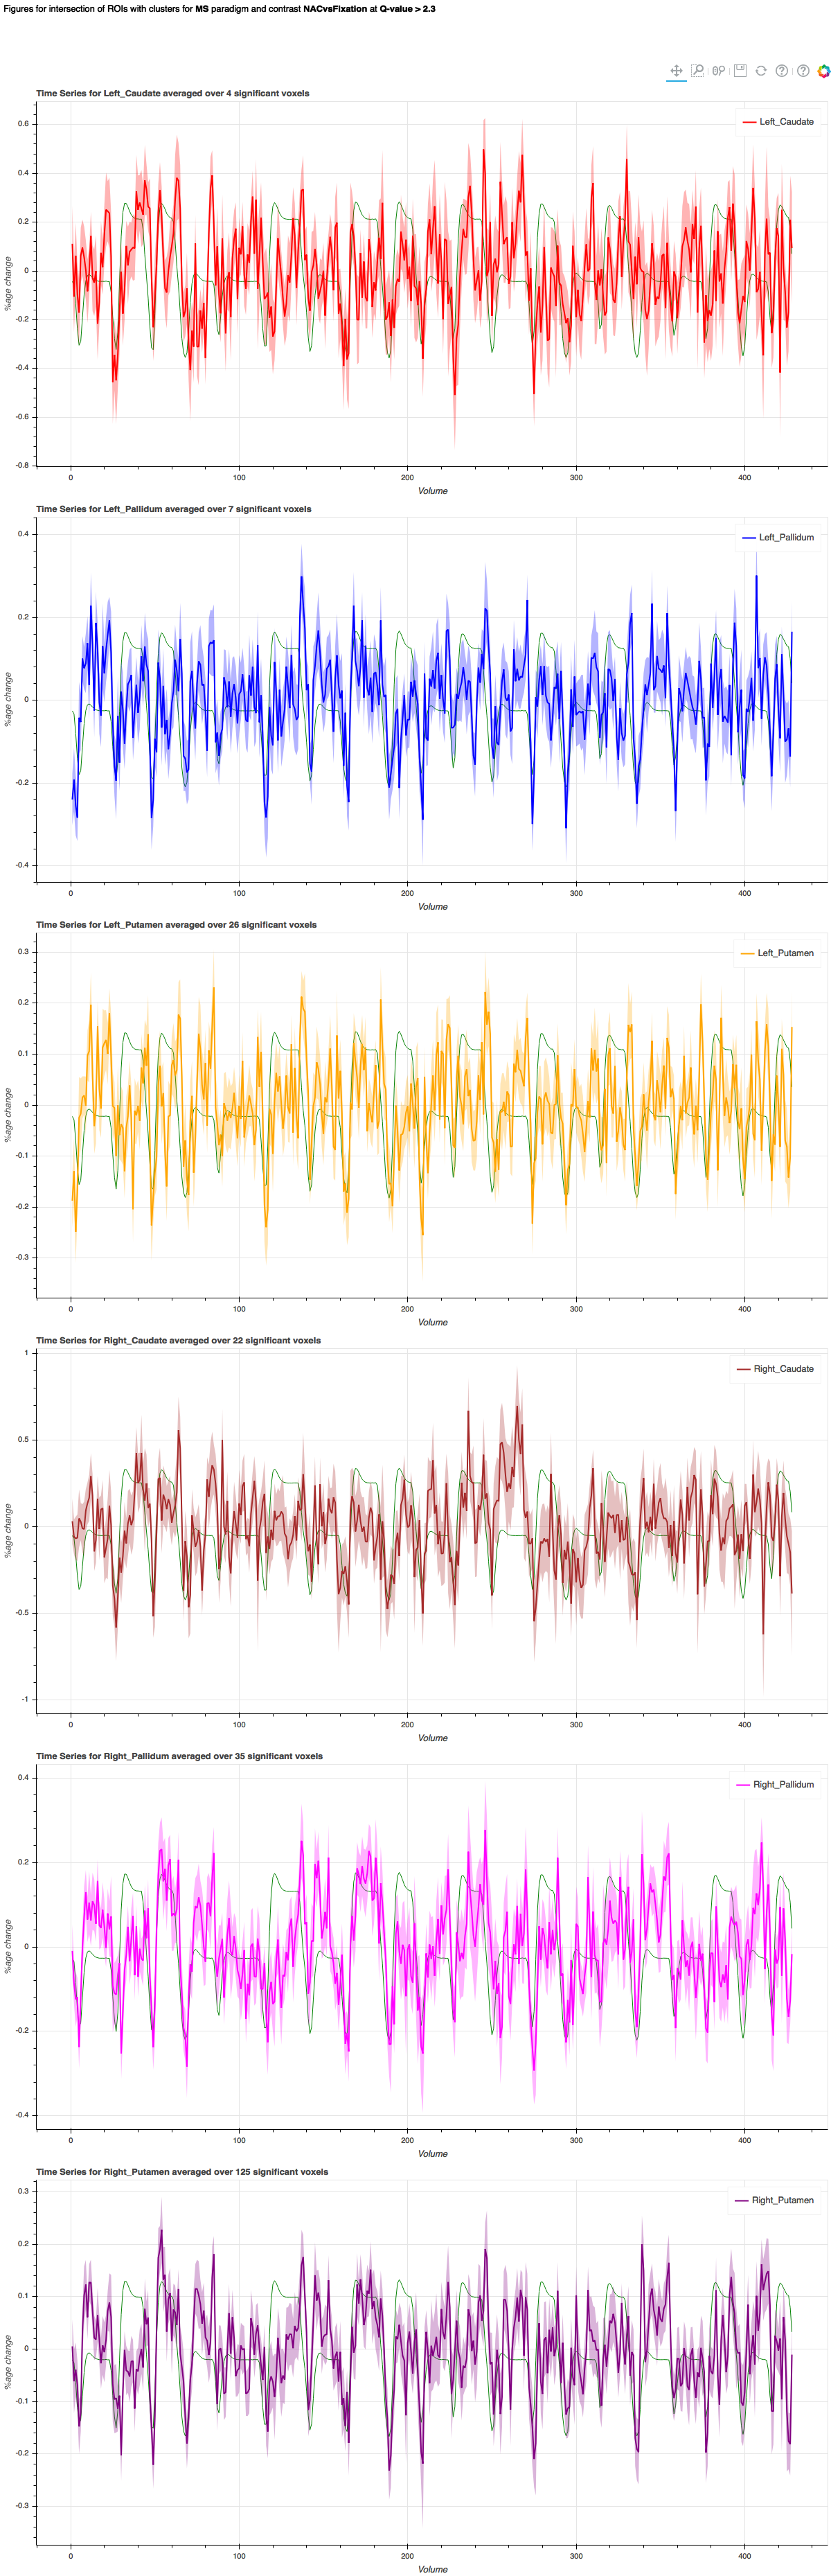 Figures for intersection of ROIs with clusters for MS paradigm and contrast NACvsFixation at Q-value > 2.3
Time Series for Left_Caudate averaged over 4 significant voxels
Left_Caudate
%age change
0.6
0.4
0.2
0
-0.2
-0.4
-0.6
-0.8
0 100 200 300 400
Volume
Time Series for Left_Pallidum averaged over 7 significant voxels
Left_Pallidum
%age change
0.4
0.2
0
-0.2
-0.4
0 100 200 300 400
Volume
Time Series for Left_Putamen averaged over 26 significant voxels
Left_Putamen
%age change
0.3
0.2
0.1
0
-0.1
-0.2
-0.3
0 100 200 300 400
Volume
Time Series for Right_Caudate averaged over 22 significant voxels
Right_Caudate
%age change
1
0.5
0
-0.5
-1
0 100 200 300 400
Volume
Time Series for Right_Pallidum averaged over 35 significant voxels
Right_Pallidum
%age change
0.4
0.2
0
-0.2
-0.4
0 100 200 300 400
Volume
Time Series for Right_Putamen averaged over 125 significant voxels
Right_Putamen
%age change
0.3
0.2
0.1
0
-0.1
-0.2
-0.3
0 100 200 300 400
Volume